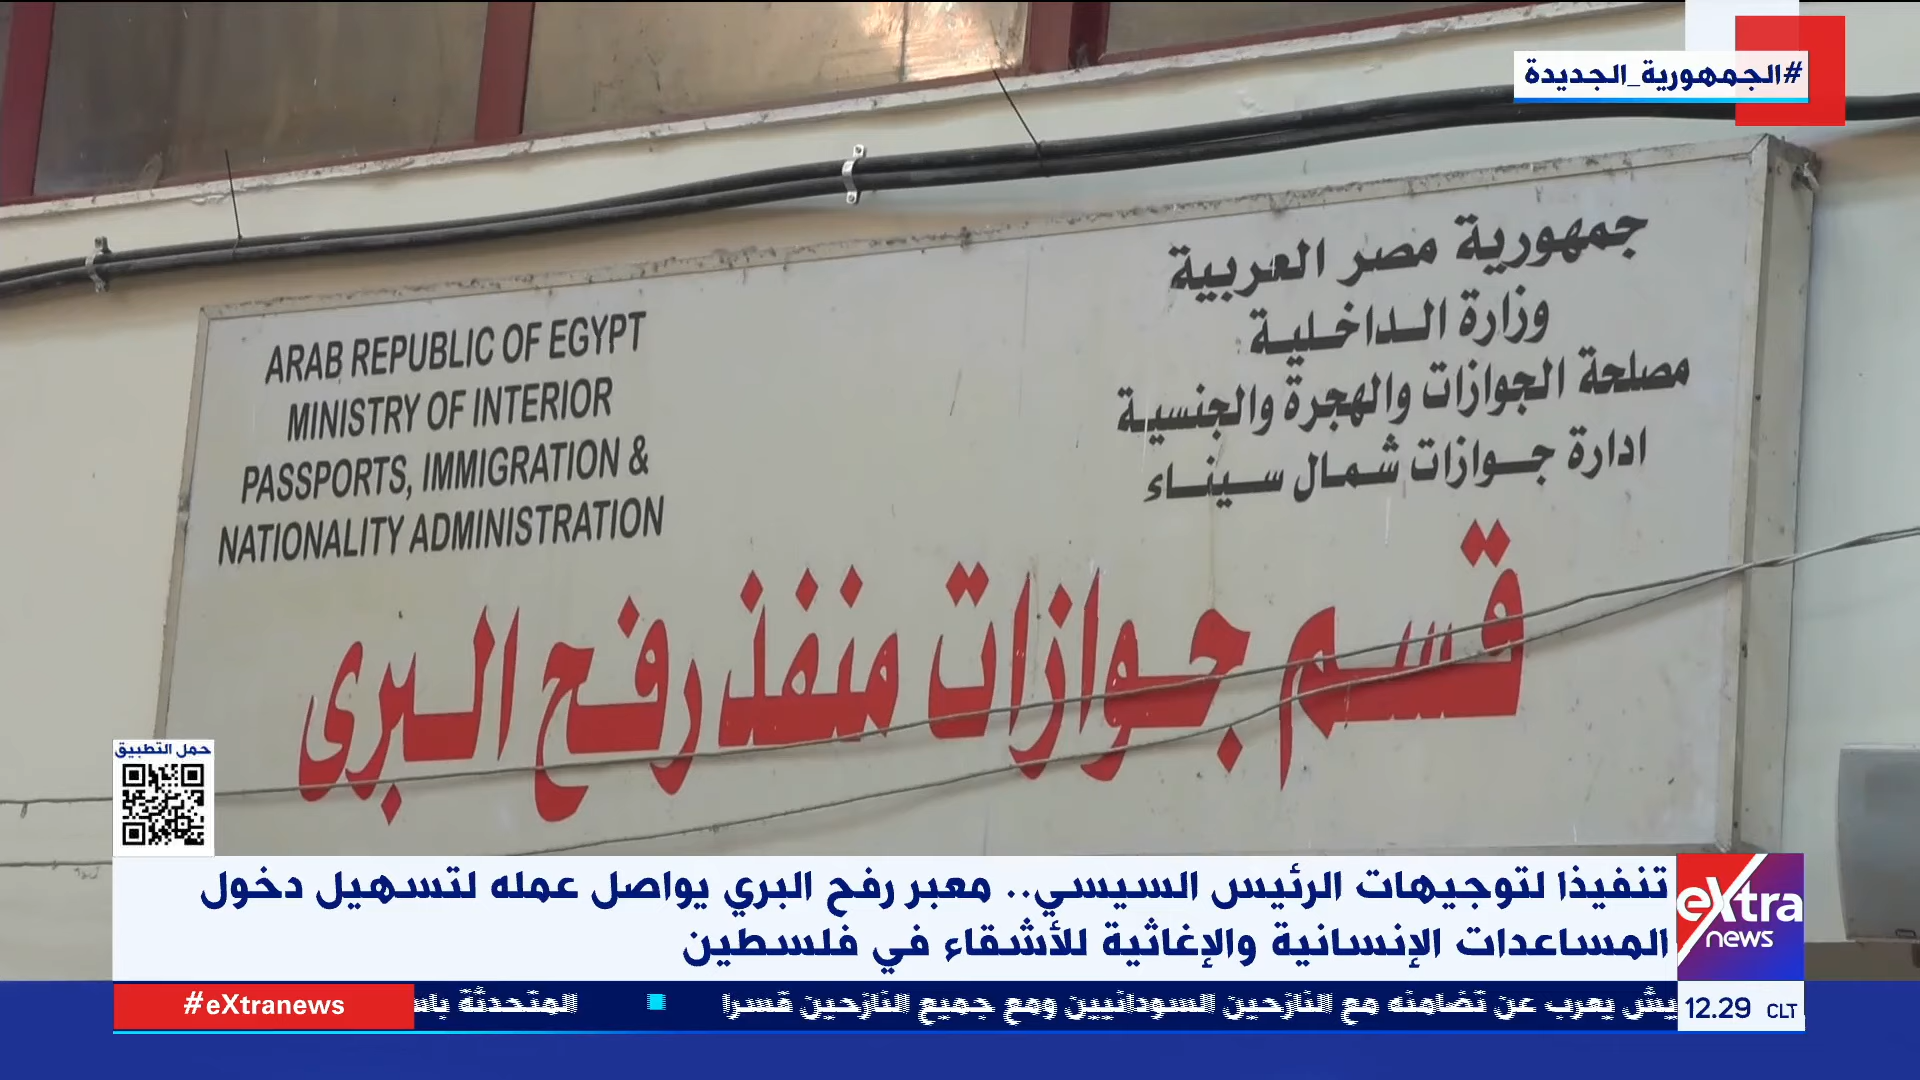 #الجمهورية_الجديدة
جمهورية مصر العربية
وزارة الداخلية
مصلحة الجوازات والهجرة والجنسية
ادارة جوازات شمال سيناء
ARAB REPUBLIC OF EGYPT
MINISTRY OF INTERIOR
PASSPORTS, IMMIGRATION &
NATIONALITY ADMINISTRATION
قسم جوازات منفذ رفح البرى
حمل التطبيق
تنفيذا لتوجيهات الرئيس السيسي.. معبر رفح البري يواصل عمله لتسهيل دخول
المساعدات الإنسانية والإغاثية للأشقاء في فلسطين
eXtra
news
يعرب عن تضامنه مع النازحين السودانيين ومع جميع النازحين قسرا
المتحدثة
#eXtranews
12.29 CLT